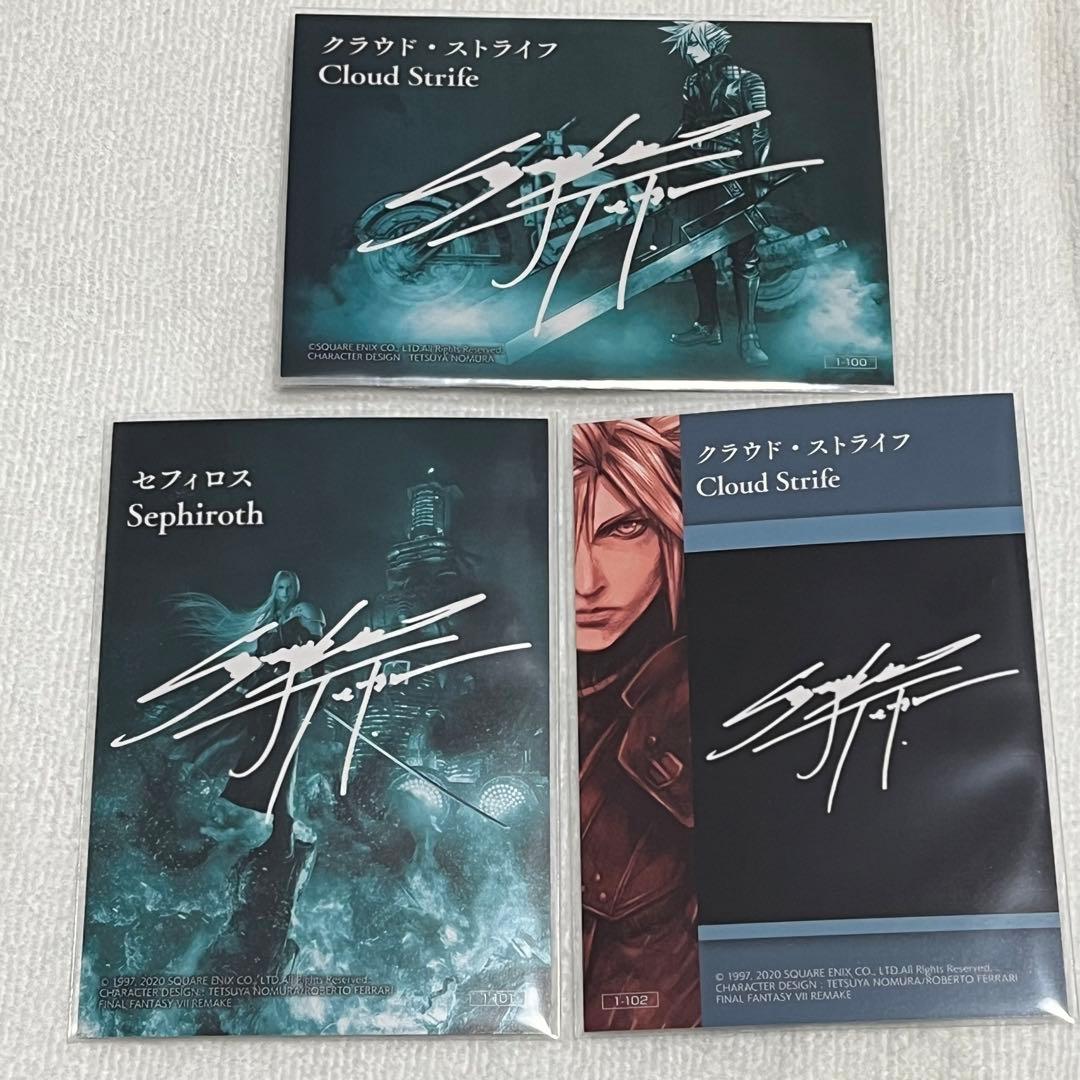 クラウド・ストライフ
Cloud Strife
©SQUARE ENIX CO., LTD.All Rights Reserved.
CHARACTER DESIGN : TETSUYA NOMURA
1-100
セフィロス
Sephiroth
© 1997, 2020 SQUARE ENIX CO., LTD.All Rights Reserved.
CHARACTER DESIGN : TETSUYA NOMURA/ROBERTO FERRARI
FINAL FANTASY VII REMAKE
1-101
クラウド・ストライフ
Cloud Strife
© 1997, 2020 SQUARE ENIX CO., LTD.All Rights Reserved.
CHARACTER DESIGN : TETSUYA NOMURA/ROBERTO FERRARI
FINAL FANTASY VII REMAKE
1-102